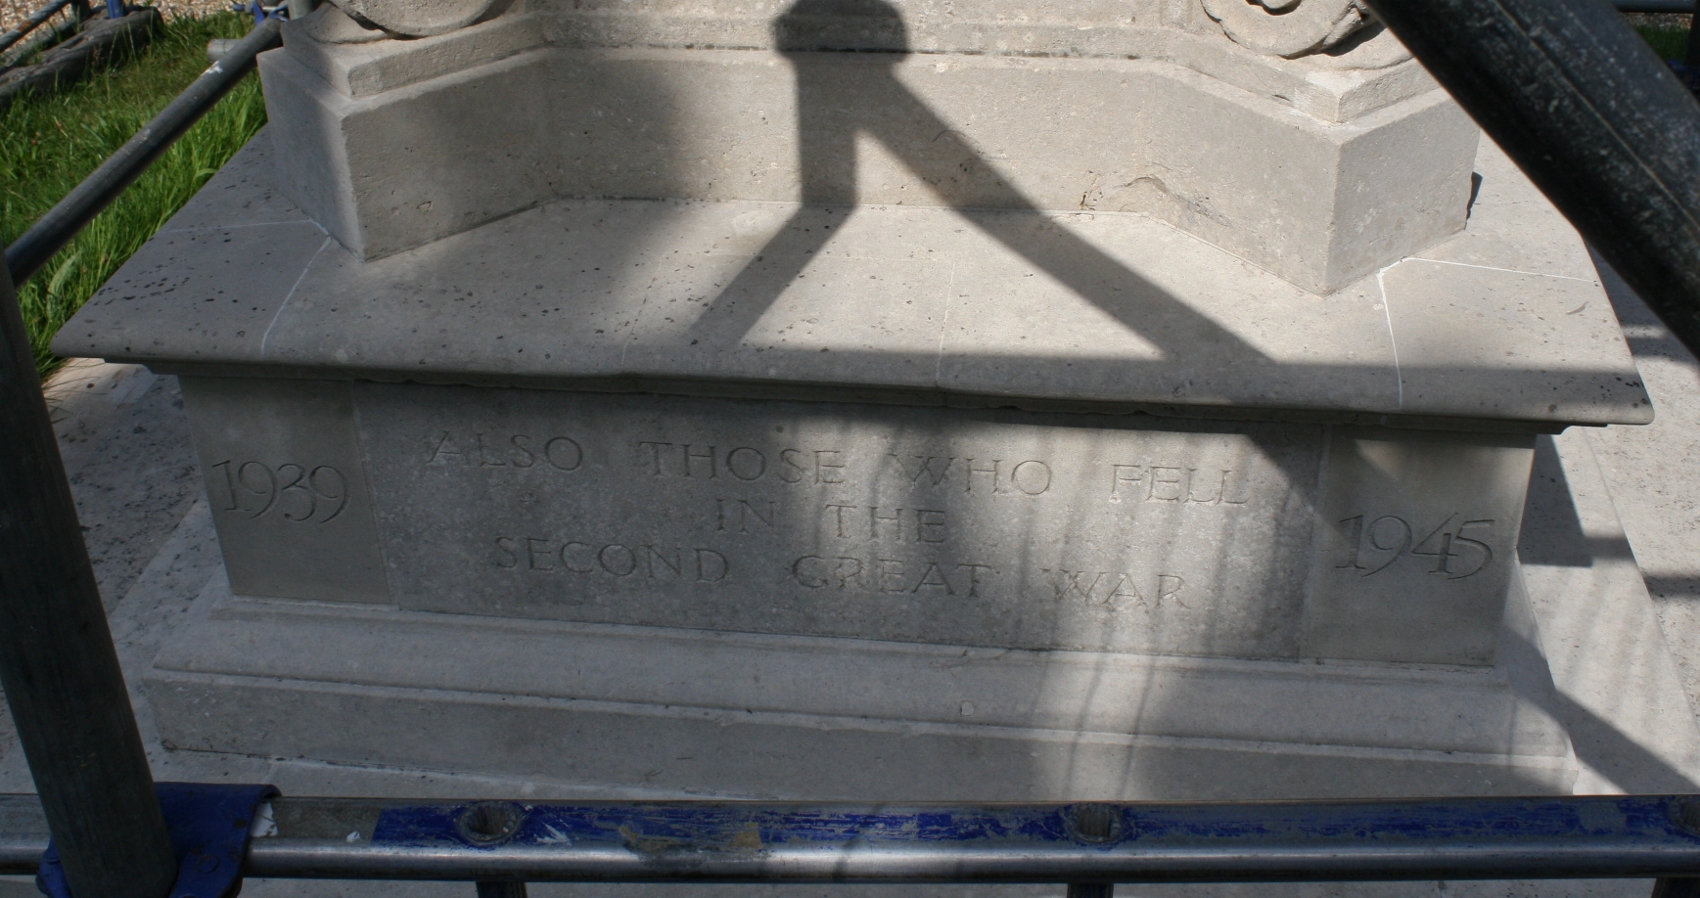 1939
ALSO THOSE WHO FELL
IN THE
SECOND GREAT WAR
1945